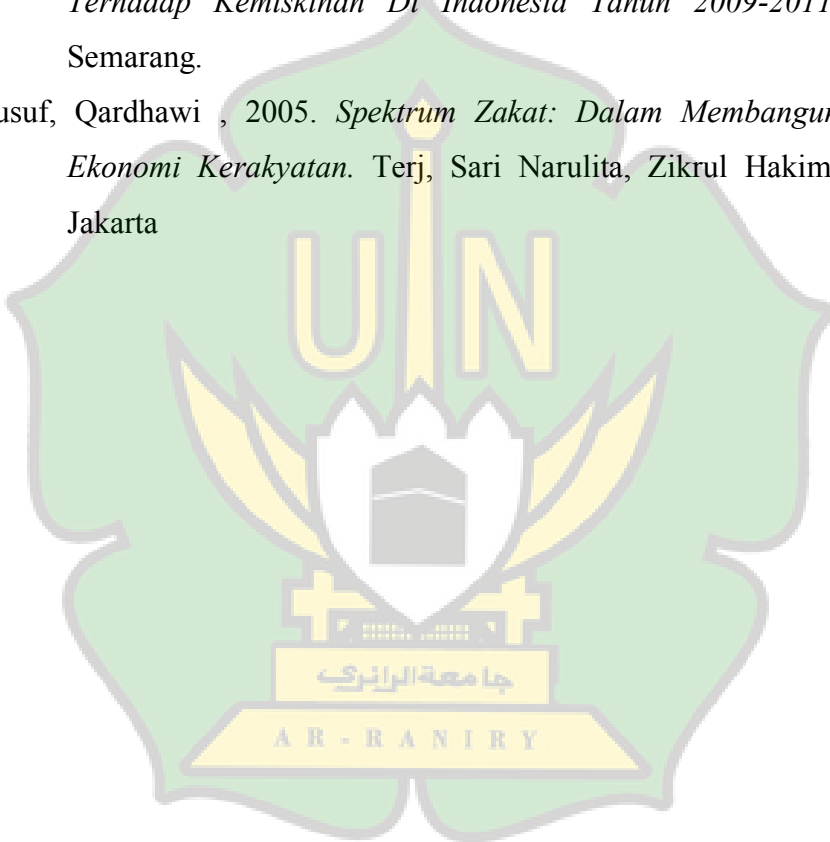 Terhadap Kemiskinan Di Indonesia Tahun 2009-2011
Semarang.
usuf, Qardhawi , 2005. Spektrum Zakat: Dalam Membangun
Ekonomi Kerakyatan. Terj, Sari Narulita, Zikrul Hakim
Jakarta
UIN
جامعة الرانري
AR-RANIRY